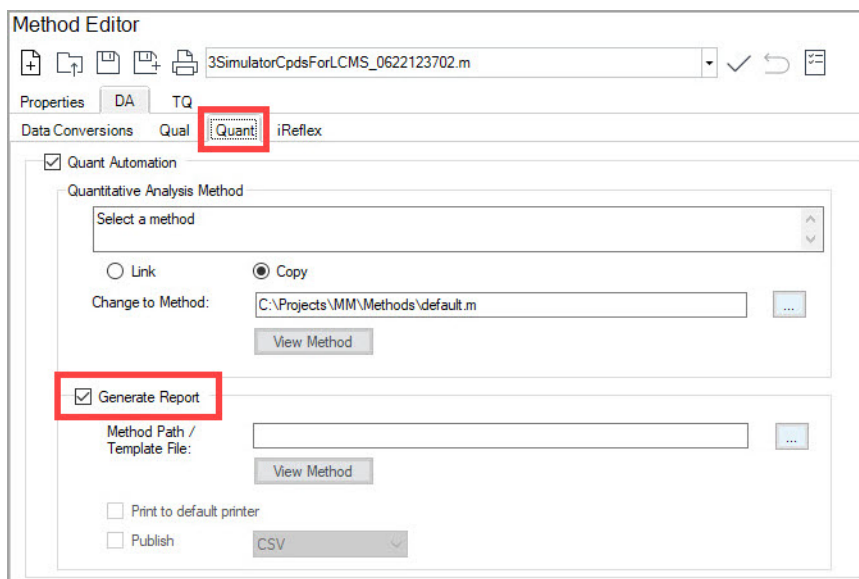 Method Editor
3SimulatorCpdsForLCMS_0622123702.m
Properties DA TQ
Data Conversions Qual Quant iReflex
Quant Automation
Quantitative Analysis Method
Select a method
Link Copy
Change to Method: C:\Projects\MM\Methods\default.m ...
View Method
Generate Report
Method Path /
Template File: ...
View Method
Print to default printer
Publish CSV